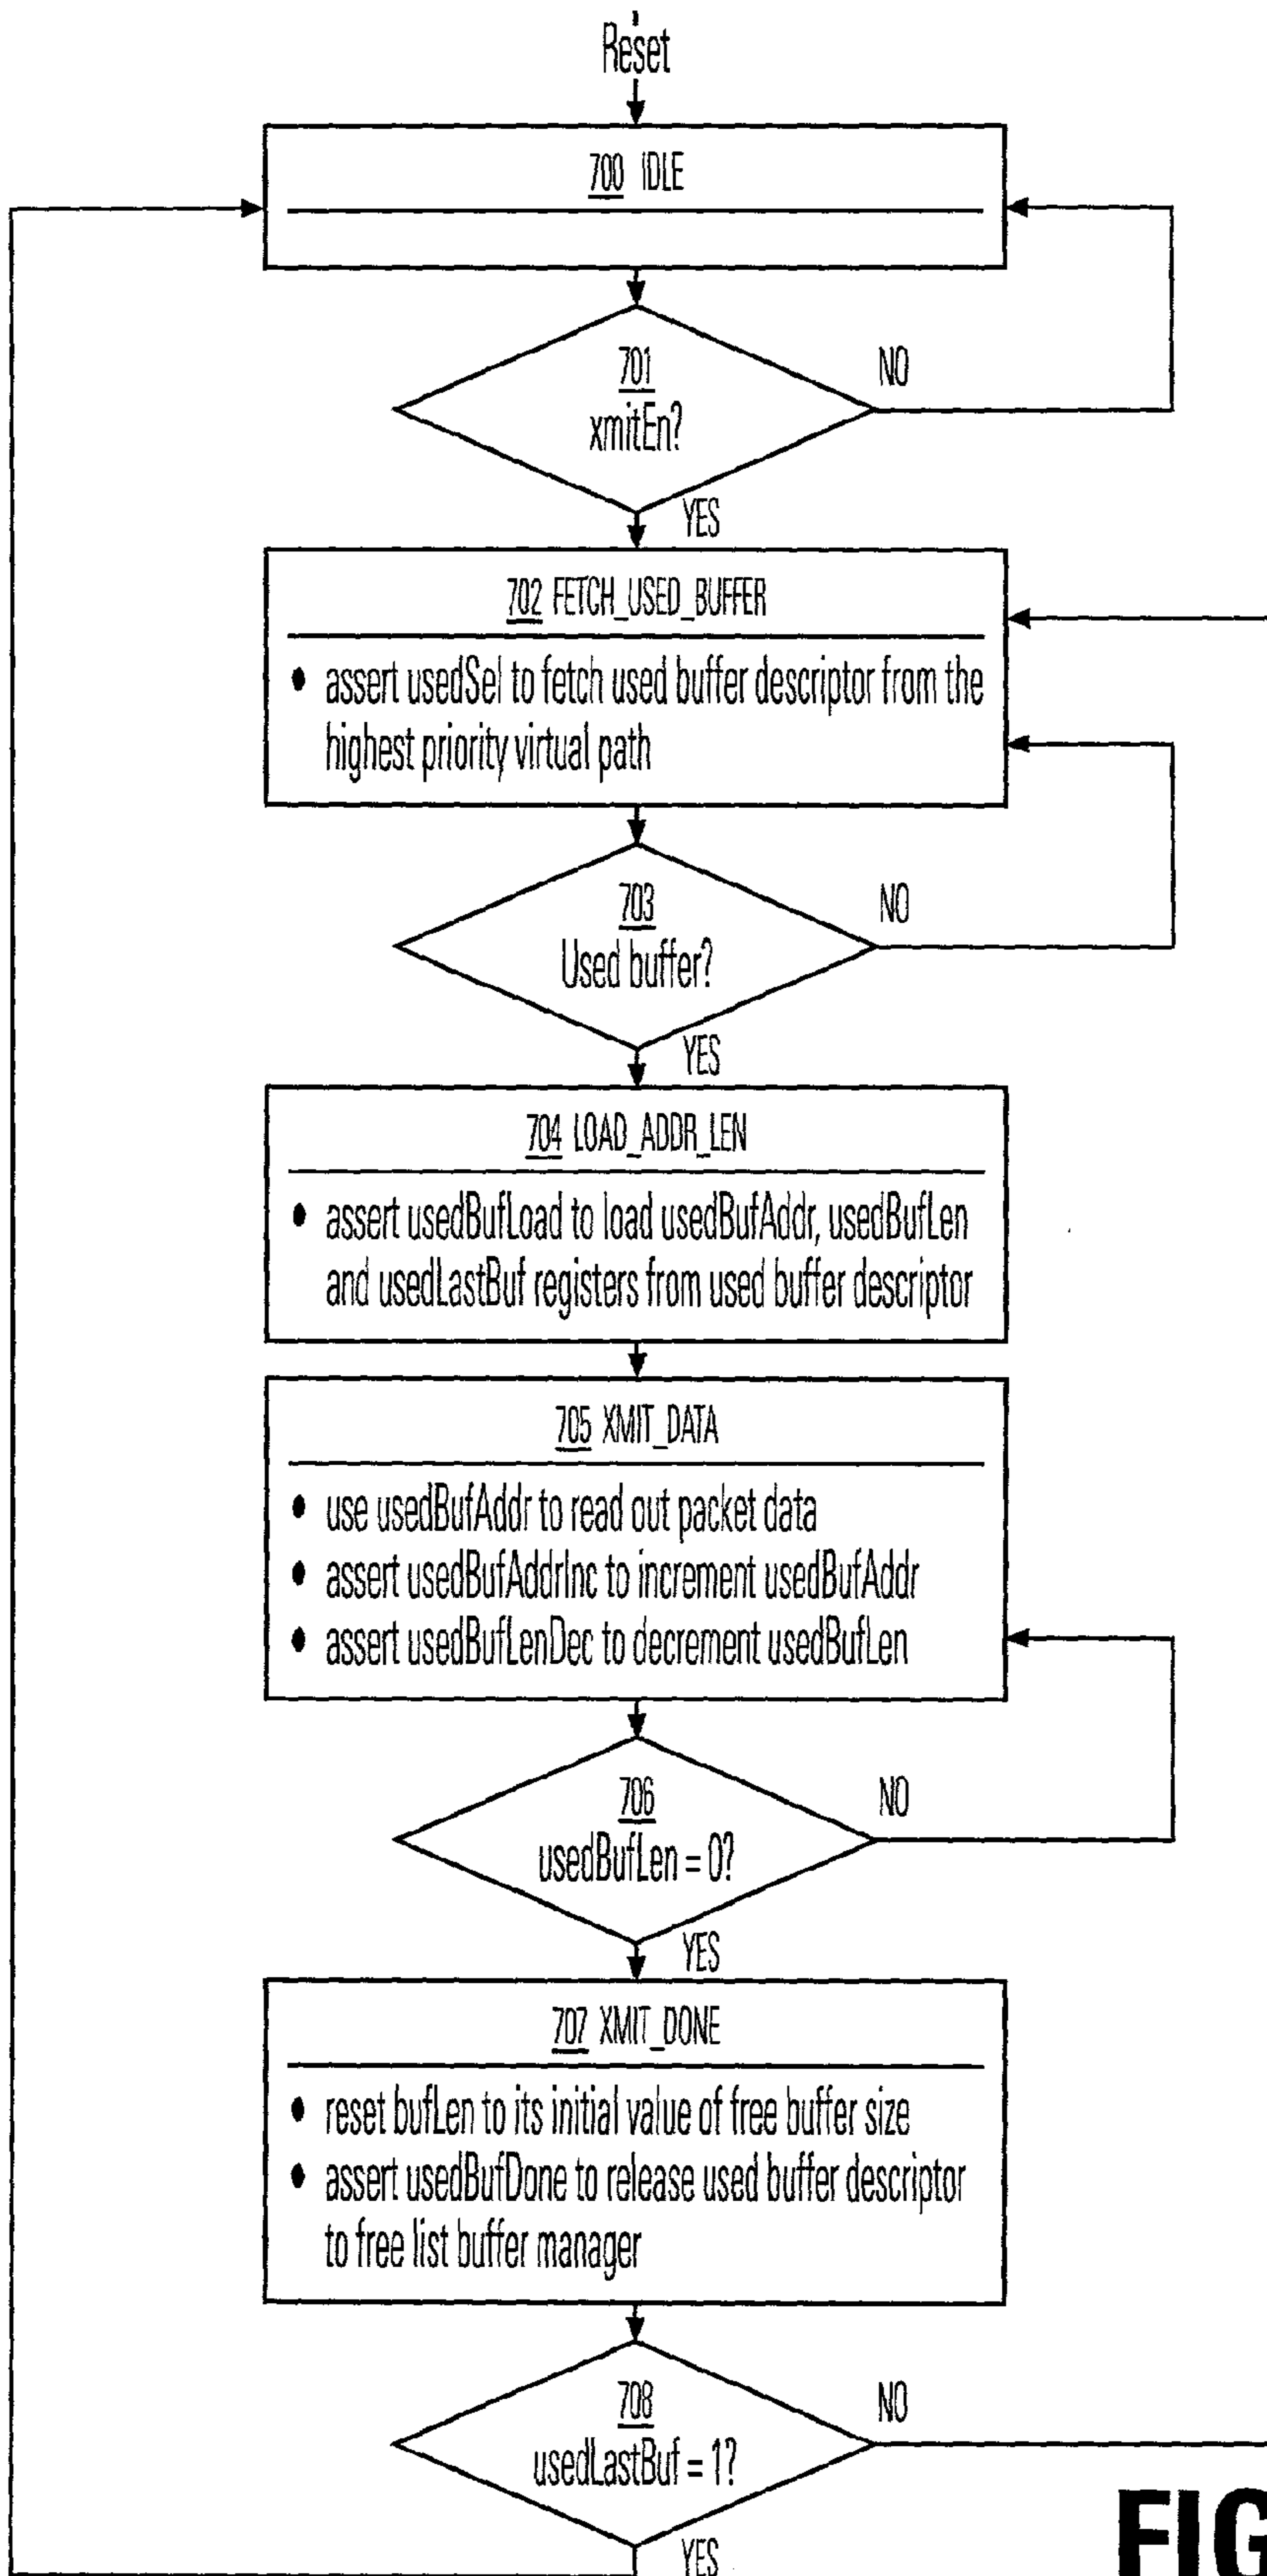 Reset
700 IDLE
701
xmitEn?
NO
YES
702 FETCH_USED_BUFFER
• assert usedSel to fetch used buffer descriptor from the
highest priority virtual path
703
Used buffer?
NO
YES
704 LOAD_ADDR_LEN
• assert usedBufLoad to load usedBufAddr, usedBufLen
and usedLastBuf registers from used buffer descriptor
705 XMIT_DATA
• use usedBufAddr to read out packet data
• assert usedBufAddrInc to increment usedBufAddr
• assert usedBufLenDec to decrement usedBufLen
706
usedBufLen = 0?
NO
YES
707 XMIT_DONE
• reset bufLen to its initial value of free buffer size
• assert usedBufDone to release used buffer descriptor
to free list buffer manager
708
usedLastBuf = 1?
NO
YES
FIG